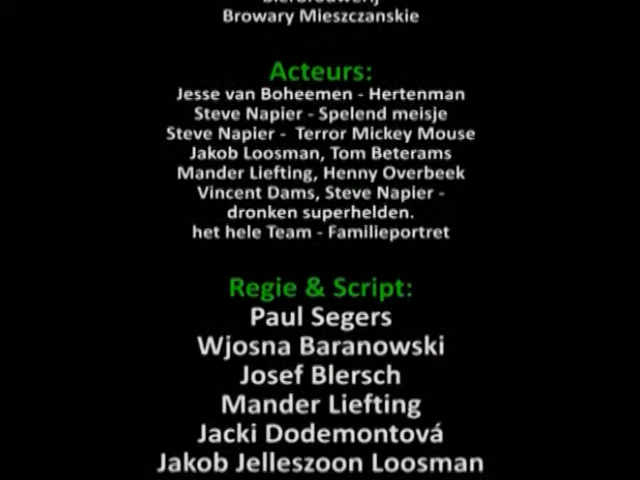 Browary Mieszczanskie
Acteurs:
Jesse van Boheemen - Hertenman
Steve Napier - Spelend meisje
Steve Napier - Terror Mickey Mouse
Jakob Loosman, Tom Beterams
Mander Liefting, Henny Overbeek
Vincent Dams, Steve Napier -
dronken superhelden.
het hele Team - Familieportret
Regie & Script:
Paul Segers
Wjosna Baranowski
Josef Blersch
Mander Liefting
Jacki Dodemontová
Jakob Jelleszoon Loosman